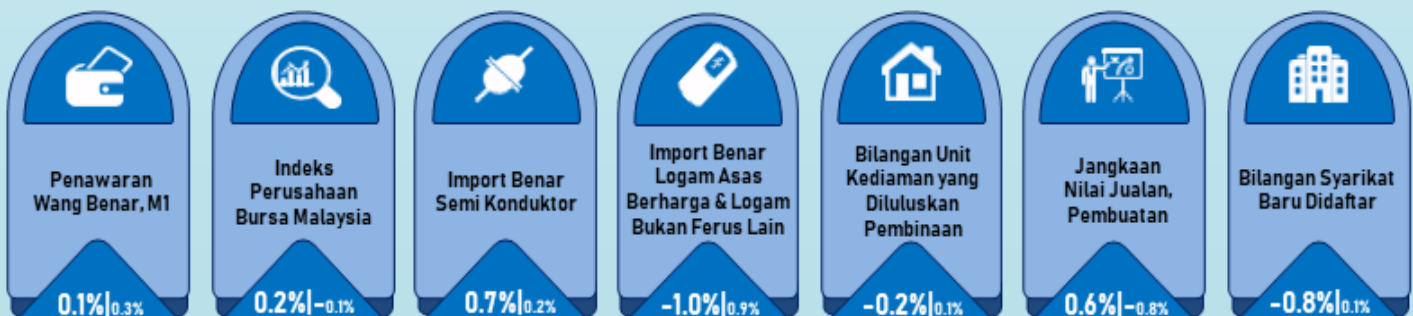 Penawaran
Wang Benar, M1
0.1%|0.3%
Indeks
Perusahaan
Bursa Malaysia
0.2%|-0.1%
Import Benar
Semi Konduktor
0.7%|0.2%
Import Benar
Logam Asas
Berharga & Logam
Bukan Ferus Lain
-1.0%|0.9%
Bilangan Unit
Kediaman yang
Diluluskan
Pembinaan
-0.2%|0.1%
Jangkaan
Nilai Jualan,
Pembuatan
0.6%|-0.8%
Bilangan Syarikat
Baru Didaftar
-0.8%|0.1%